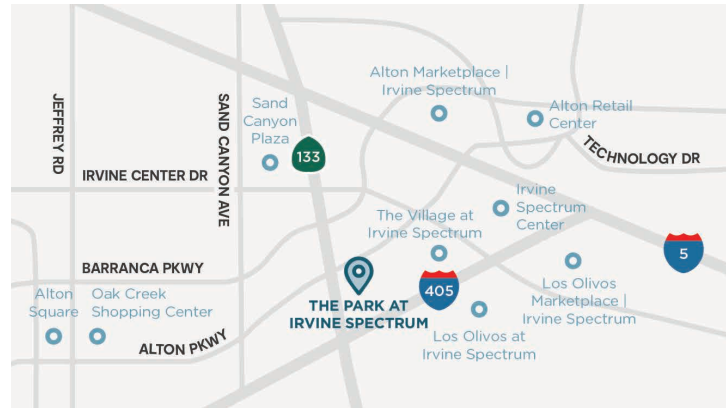 Alton Marketplace |
Irvine Spectrum
JEFFREY RD
SAND CANYON AVE
Sand
Canyon
Plaza
Alton Retail
Center
133
TECHNOLOGY DR
IRVINE CENTER DR
Irvine
Spectrum
Center
The Village at
Irvine Spectrum
5
BARRANCA PKWY
405
Alton
Square
Oak Creek
Shopping Center
THE PARK AT
IRVINE SPECTRUM
Los Olivos
Marketplace |
Irvine Spectrum
Los Olivos at
Irvine Spectrum
ALTON PKWY